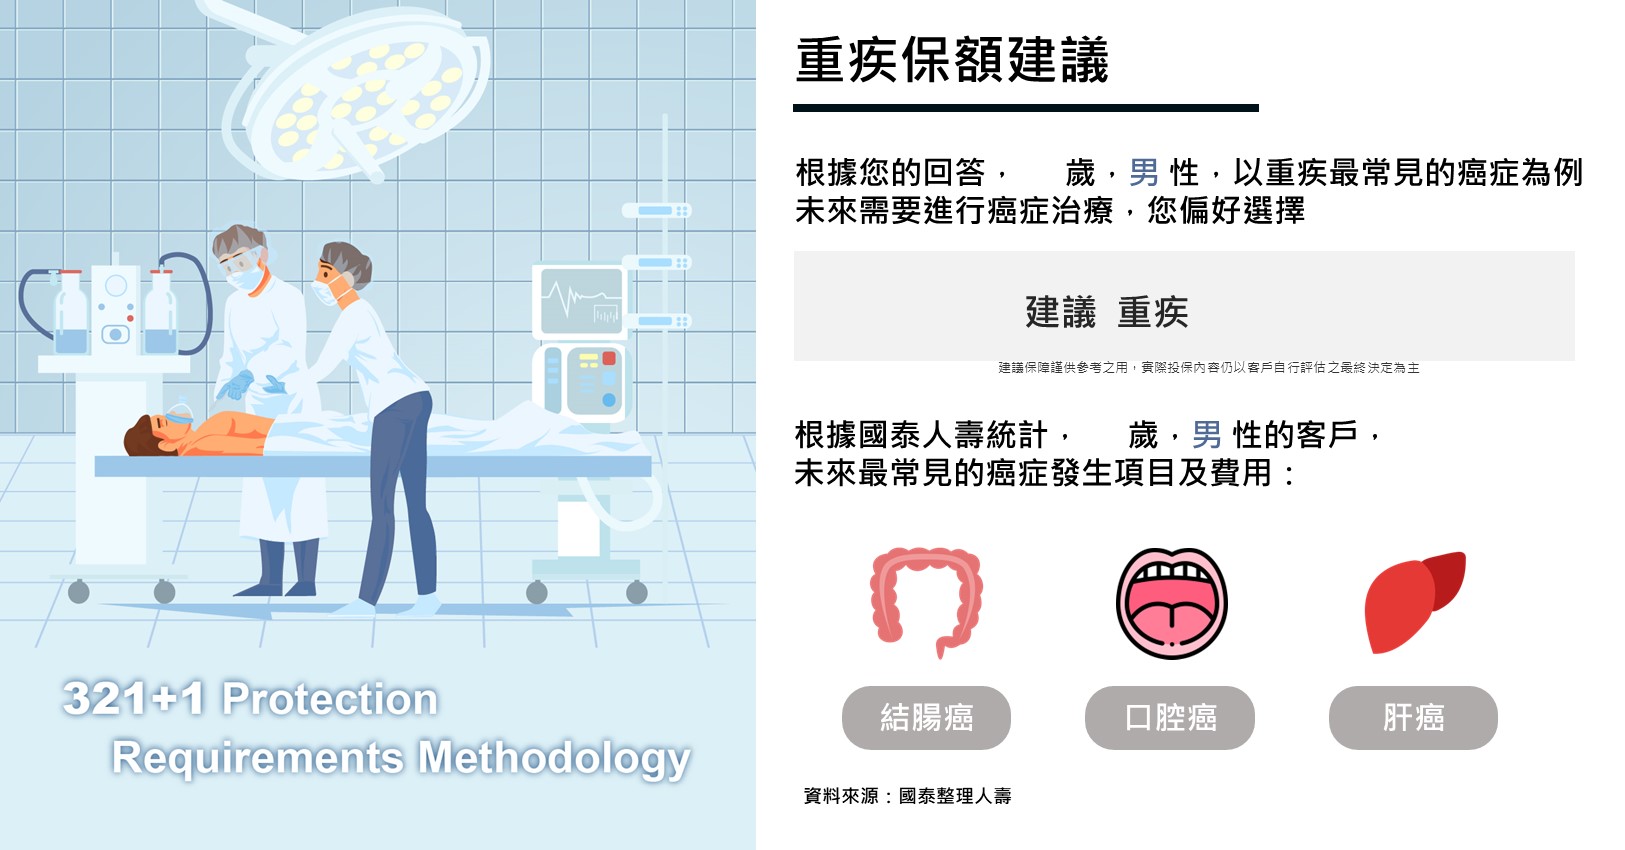 321+1 Protection
Requirements Methodology
重疾保額建議
根據您的回答， 歲，男 性，以重疾最常見的癌症為例
未來需要進行癌症治療，您偏好選擇
建議 重疾
建議保障謹供參考之用，實際投保內容仍以客戶自行評估之最終決定為主
根據國泰人壽統計， 歲，男 性的客戶，
未來最常見的癌症發生項目及費用：
結腸癌 口腔癌 肝癌
資料來源：國泰整理人壽